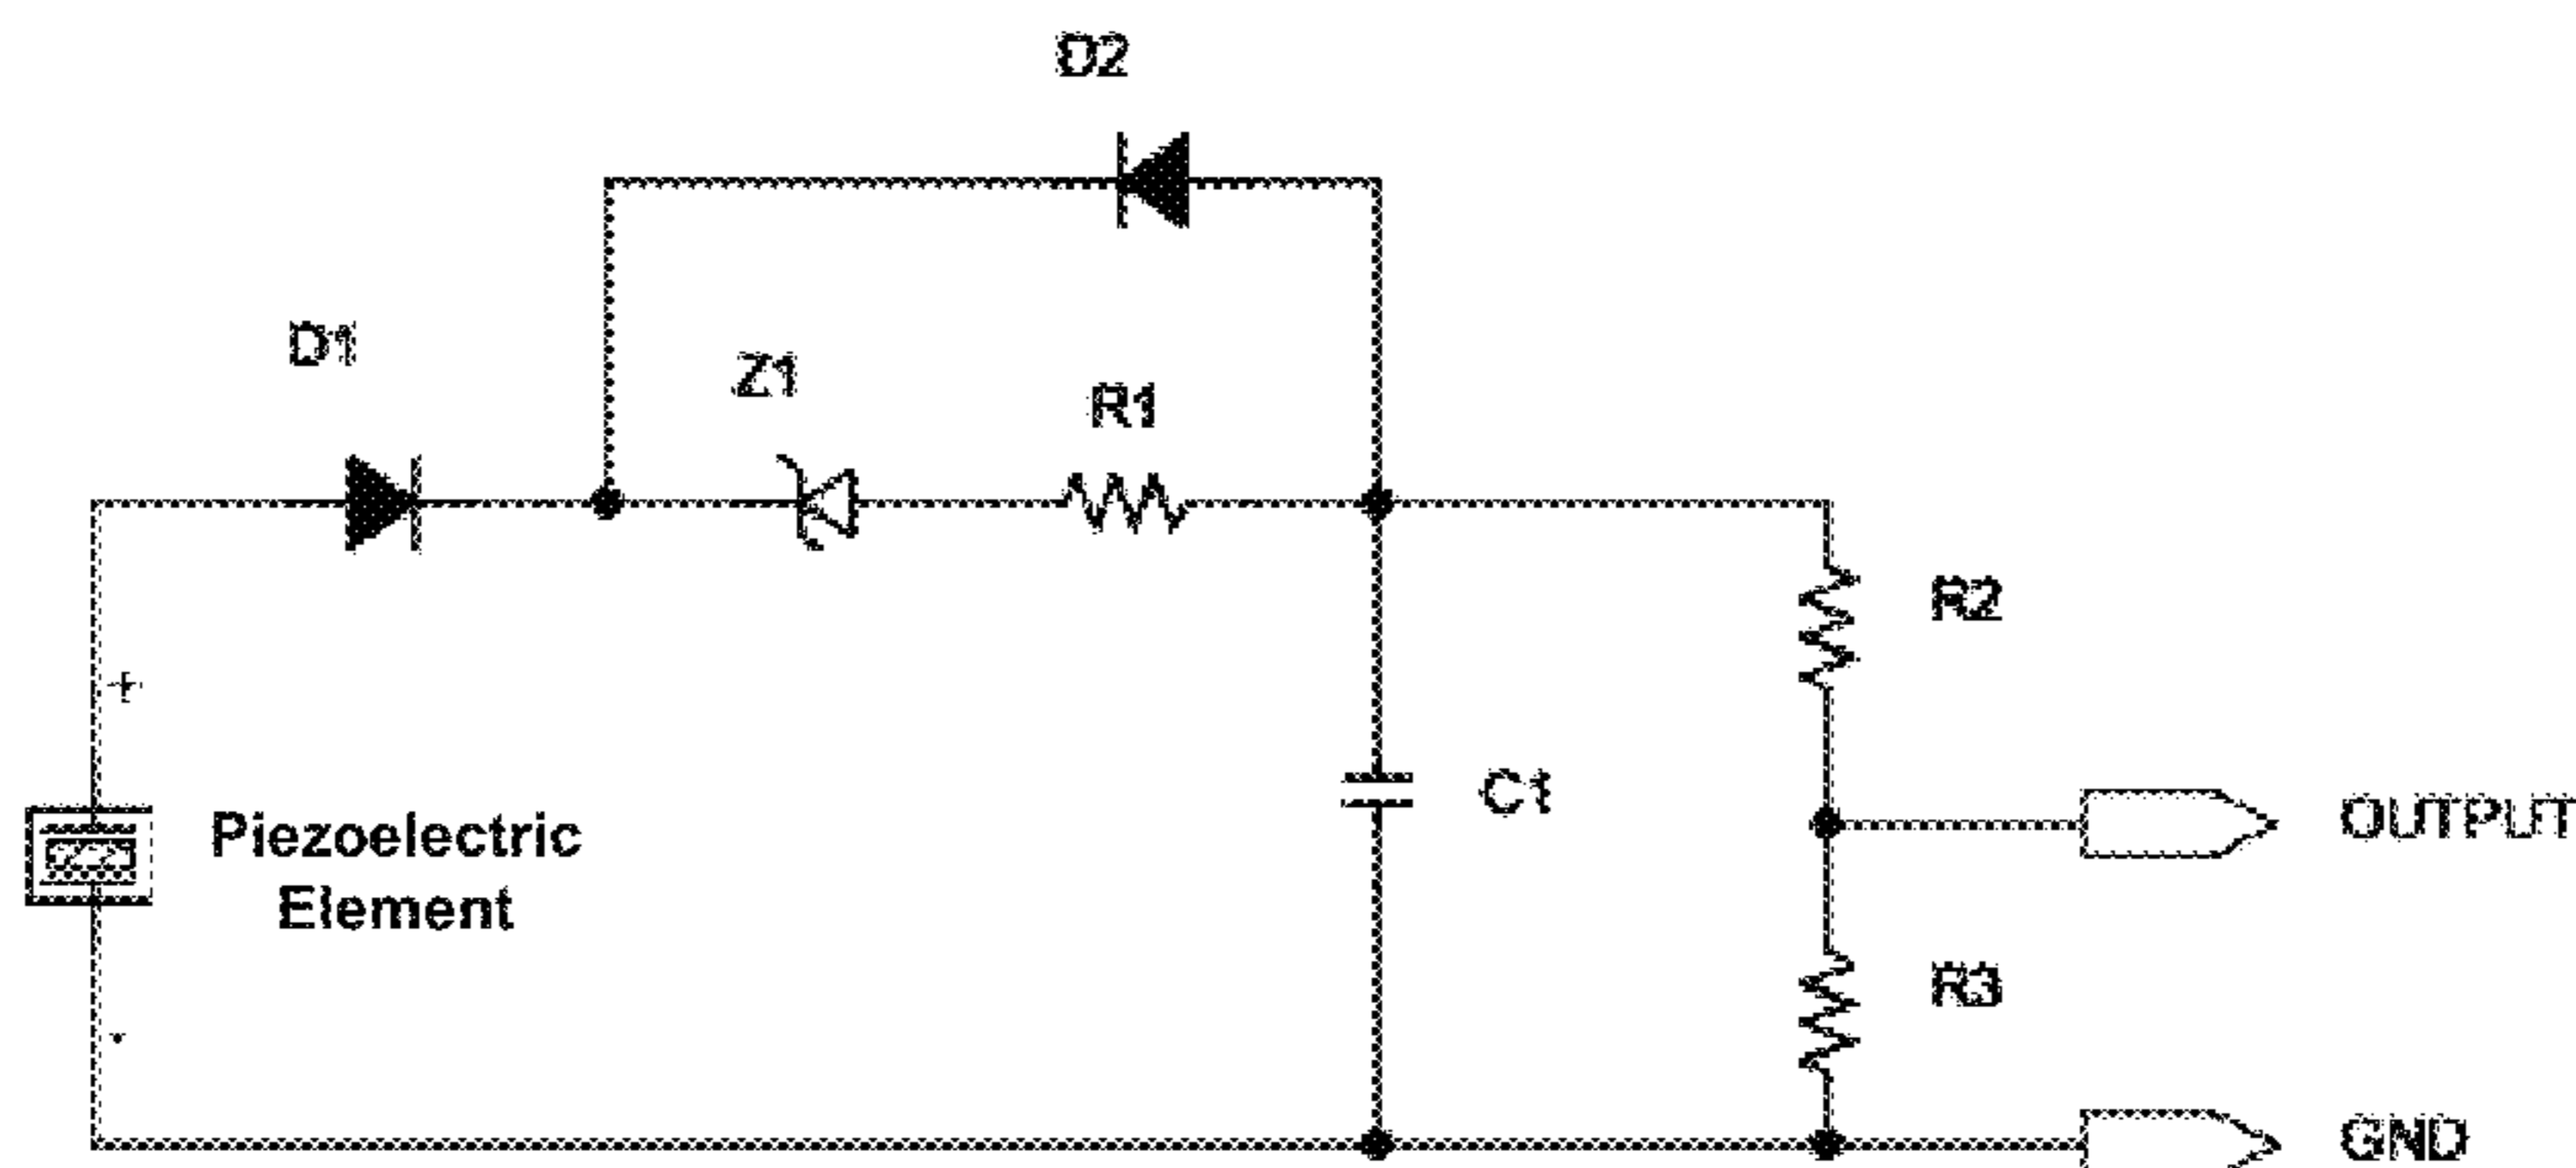 D2
D1
Z1
R1
R2
+
C1
Piezoelectric
Element
OUTPUT
R3
-
GND